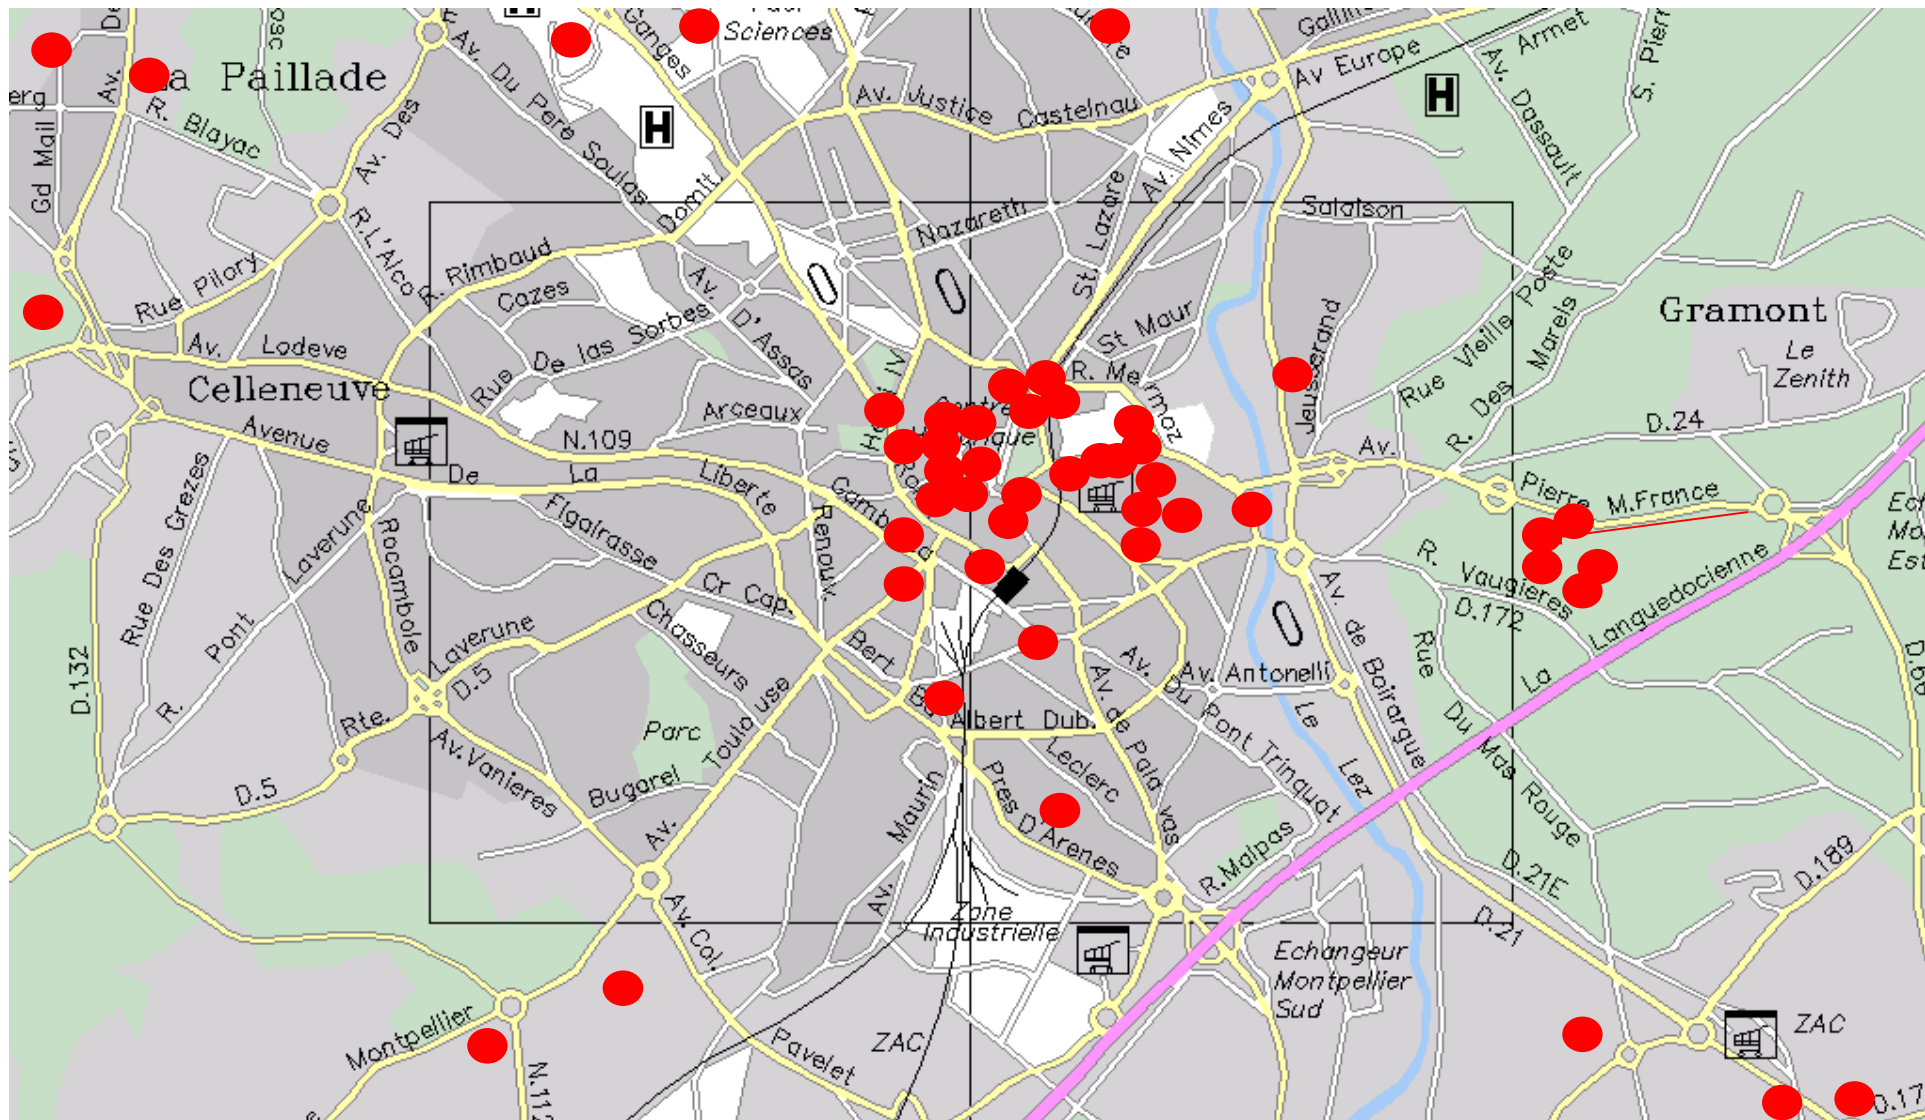 Sciences
Ganges
Gallilée
Armet
S. Pierre
Av Europe
La Paillade
Av.
R. Blayac
Av. Des
Av. Du Pere Soulas
H
H
Av. Justice Castelnau
Av. Nimes
Av. Dassault
Gd Mail
Domit.
St Lazare
Salaison
Nazareth
R.L'Alco
Rue Pilory
R. Rimbaud
Cazes
Av. D'Assas
Rue De las Sorbes
St Maur
Jeusserand
Rue Vieille Poste
R. Des Marels
Gramont
Le
Zenith
Av. Lodeve
Celleneuve
Arceaux
Centre
R. Mermoz
Avenue De La Liberte
N.109
D.24
Av. Pierre M.France
Rue Des Grezes
Laverune
R. Pont
Rocambole
Figairasse
Renouv.
Cr Cap.
Chasseurs
R. Vaugieres
D.172
La Languedocienne
Laverune
D.5
D.132
Bert
Av. Antonelli
Av. de Boirargue
Rue Du Mas Rouge
Rte.
Av.Vanieres
Parc
Av. Toulouse
Albert Dub.
Av. de Palavas
Av. Du Pont Trinquat
Le Lez
D.5
Bugarel
Av. Maurin
Leclerc
Pres D'Arenes
R.Malpas
D.21E
D.189
D.21
Zone
Industrielle
Av. Col.
Pavelet
Echangeur
Montpellier
Sud
ZAC
ZAC
Montpellier
N.112
D.17